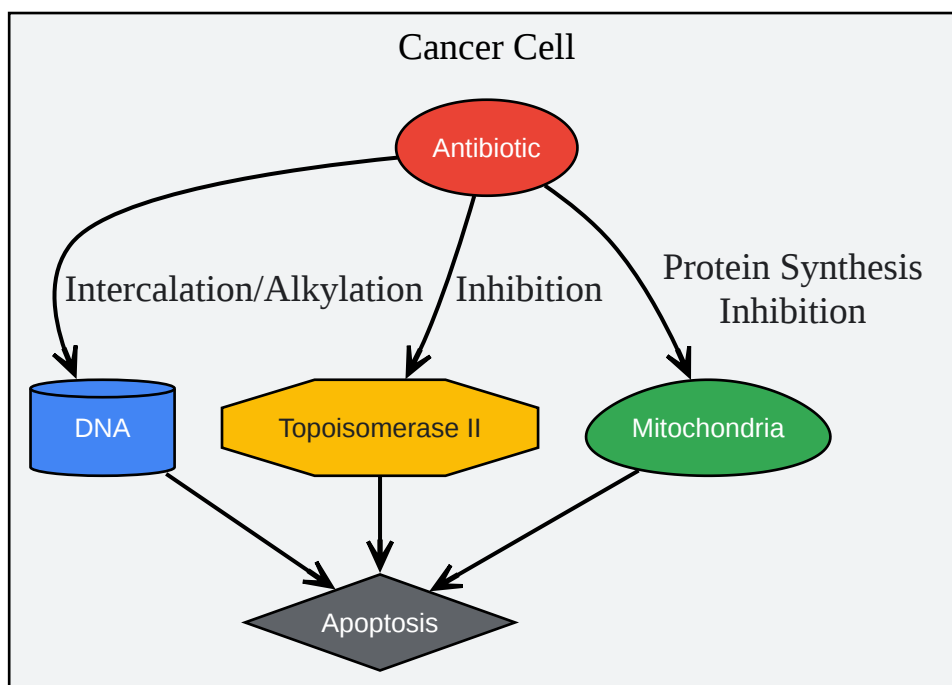 Cancer Cell
Antibiotic
Intercalation/Alkylation
Inhibition
Protein Synthesis
Inhibition
DNA
Topoisomerase II
Mitochondria
Apoptosis